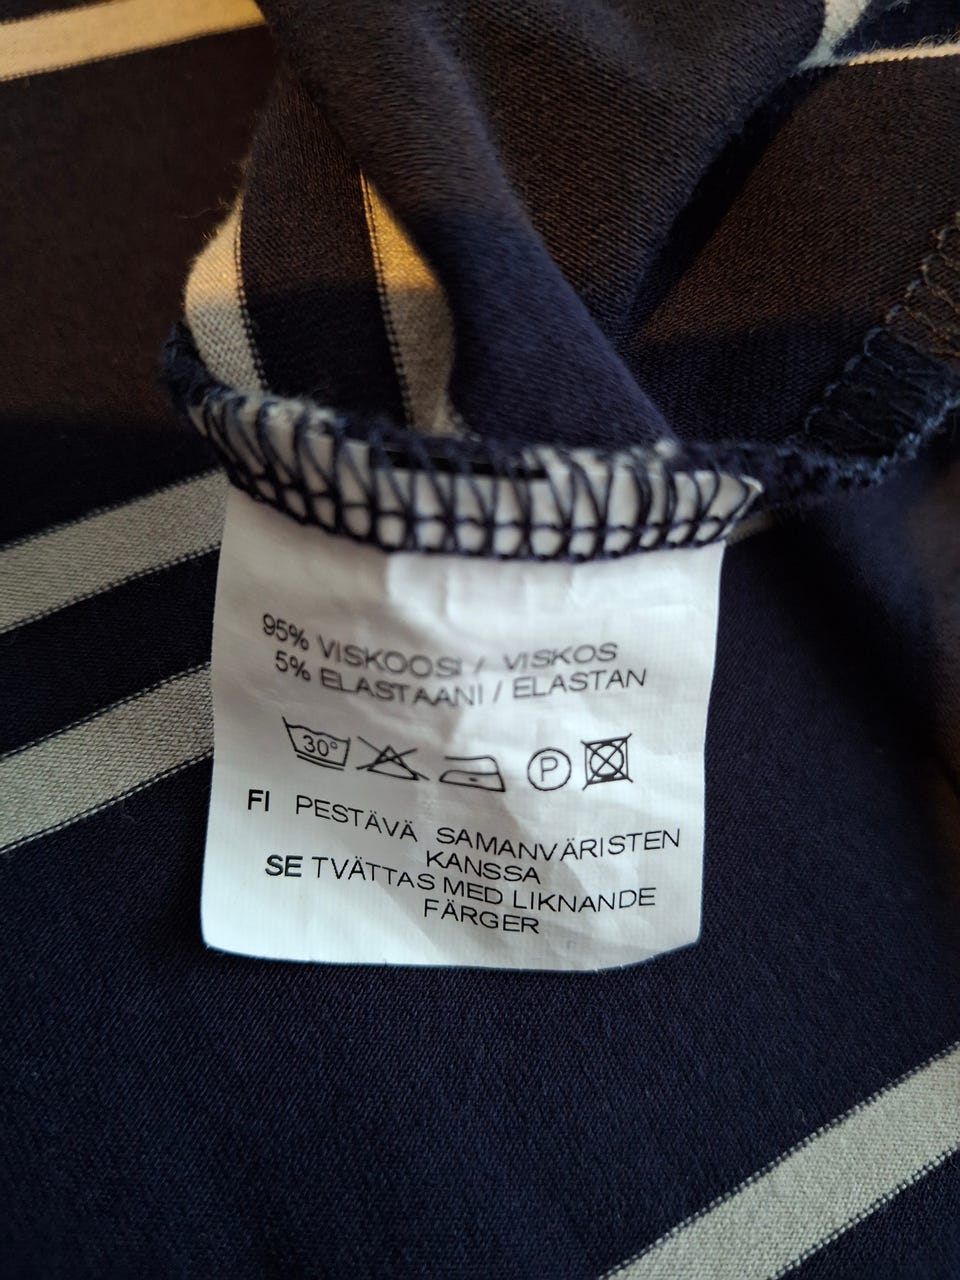 95% VISKOOSI / VISKOS
5% ELASTAANI / ELASTAN
30° P
FI PESTÄVÄ SAMANVÄRISTEN
KANSSA
SE TVÄTTAS MED LIKNANDE
FÄRGER